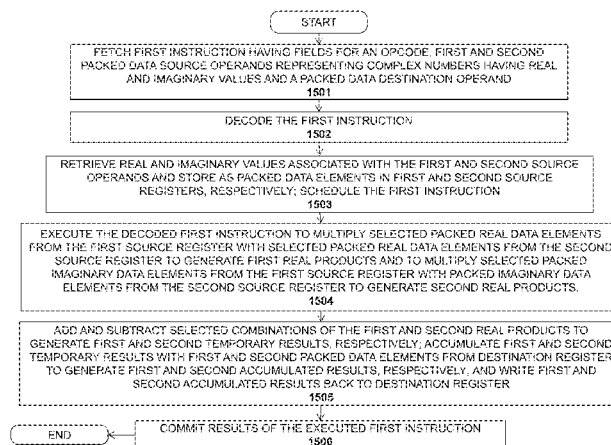 START
FETCH FIRST INSTRUCTION HAVING FIELDS FOR AN OPCODE, FIRST AND SECOND
PACKED DATA SOURCE OPERANDS REPRESENTING COMPLEX NUMBERS HAVING REAL
AND IMAGINARY VALUES AND A PACKED DATA DESTINATION OPERAND
1501
DECODE THE FIRST INSTRUCTION
1502
RETRIEVE REAL AND IMAGINARY VALUES ASSOCIATED WITH THE FIRST AND SECOND SOURCE
OPERANDS AND STORE AS PACKED DATA ELEMENTS IN FIRST AND SECOND SOURCE
REGISTERS, RESPECTIVELY; SCHEDULE THE FIRST INSTRUCTION
1503
EXECUTE THE DECODED FIRST INSTRUCTION TO MULTIPLY SELECTED PACKED REAL DATA ELEMENTS
FROM THE FIRST SOURCE REGISTER WITH SELECTED PACKED REAL DATA ELEMENTS FROM THE SECOND
SOURCE REGISTER TO GENERATE FIRST REAL PRODUCTS AND TO MULTIPLY SELECTED PACKED
IMAGINARY DATA ELEMENTS FROM THE FIRST SOURCE REGISTER WITH PACKED IMAGINARY DATA
ELEMENTS FROM THE SECOND SOURCE REGISTER TO GENERATE SECOND REAL PRODUCTS.
1504
ADD AND SUBTRACT SELECTED COMBINATIONS OF THE FIRST AND SECOND REAL PRODUCTS TO
GENERATE FIRST AND SECOND TEMPORARY RESULTS, RESPECTIVELY; ACCUMULATE FIRST AND SECOND
TEMPORARY RESULTS WITH FIRST AND SECOND PACKED DATA ELEMENTS FROM DESTINATION REGISTER
TO GENERATE FIRST AND SECOND ACCUMULATED RESULTS, RESPECTIVELY, AND WRITE FIRST AND
SECOND ACCUMULATED RESULTS BACK TO DESTINATION REGISTER
1505
COMMIT RESULTS OF THE EXECUTED FIRST INSTRUCTION
1506
END